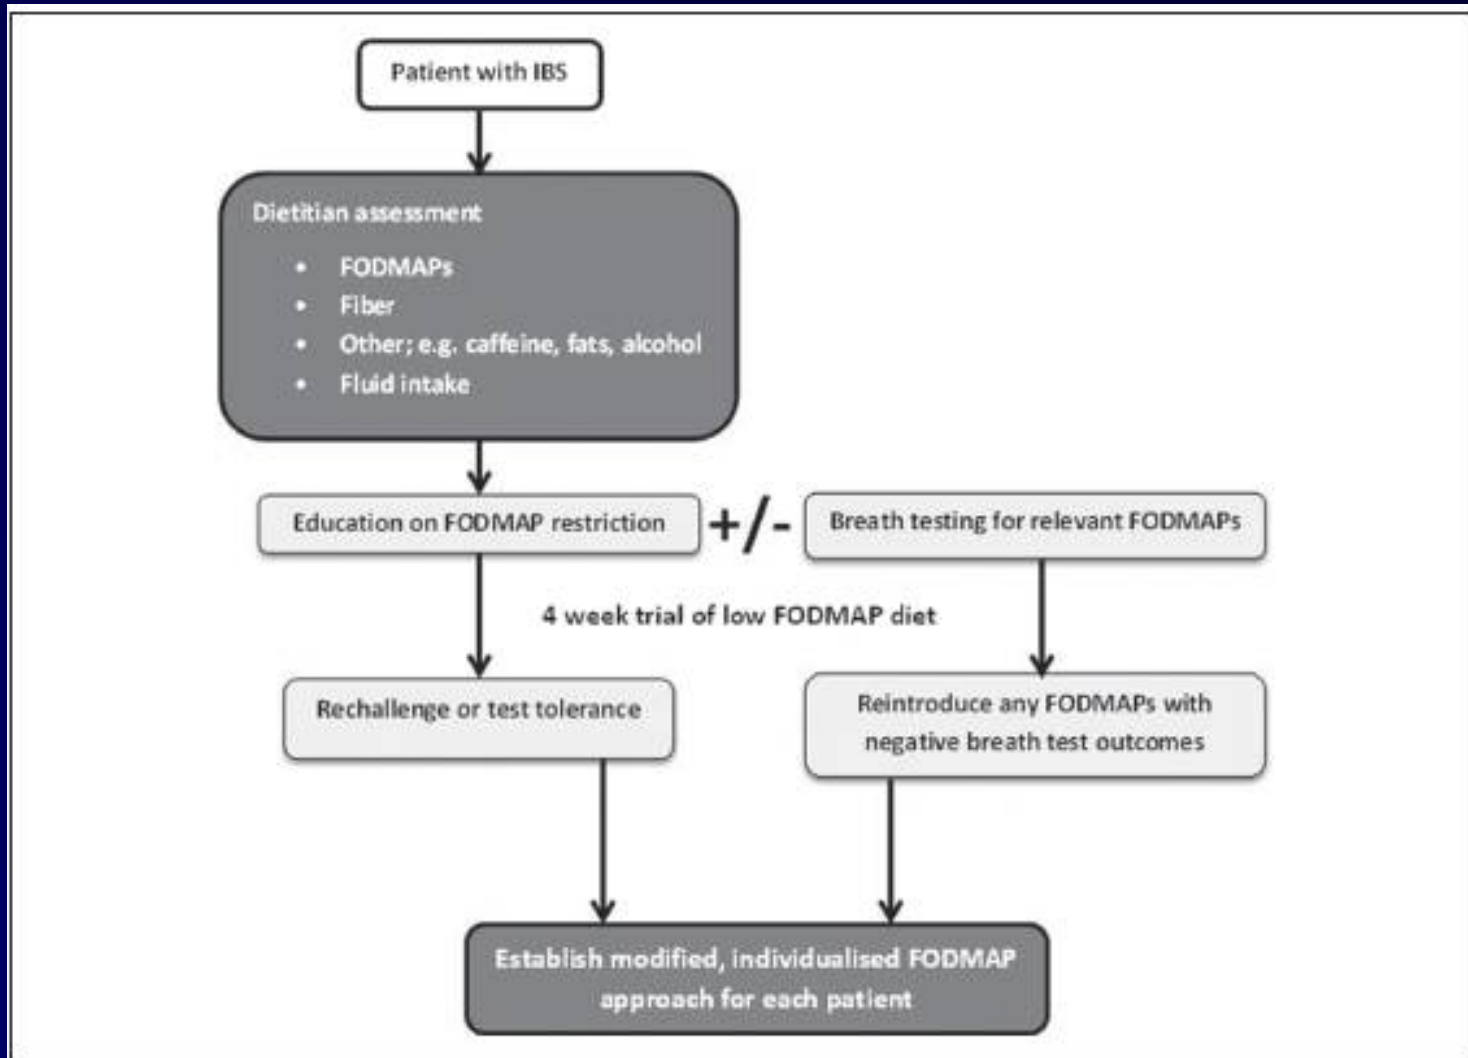 Patient with IBS
Dietitian assessment
• FODMAPs
• Fiber
• Other; e.g. caffeine, fats, alcohol
• Fluid intake
Education on FODMAP restriction
+/-
Breath testing for relevant FODMAPs
4 week trial of low FODMAP diet
Rechallenge or test tolerance
Reintroduce any FODMAPs with
negative breath test outcomes
Establish modified, individualised FODMAP
approach for each patient